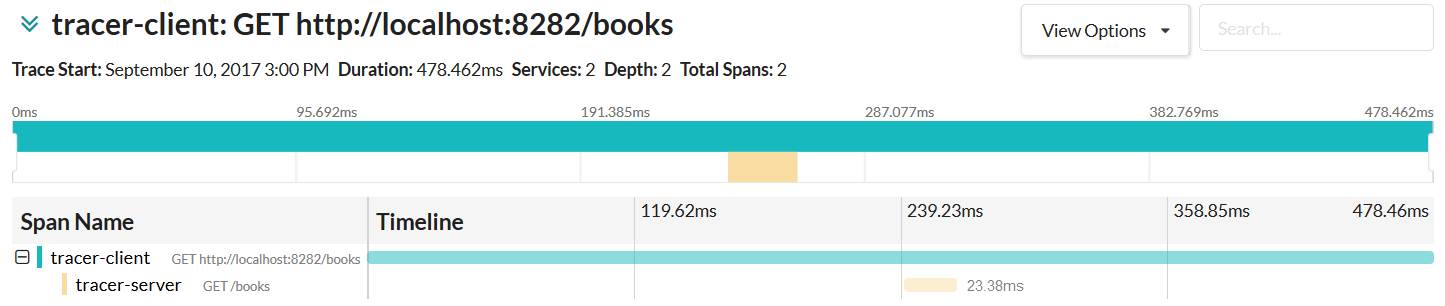 tracer-client: GET http://localhost:8282/books
View Options
Search...
Trace Start: September 10, 2017 3:00 PM Duration: 478.462ms Services: 2 Depth: 2 Total Spans: 2
0ms 95.692ms 191.385ms 287.077ms 382.769ms 478.462ms
Span Name Timeline 119.62ms 239.23ms 358.85ms 478.46ms
tracer-client GET http://localhost:8282/books
tracer-server GET /books 23.38ms